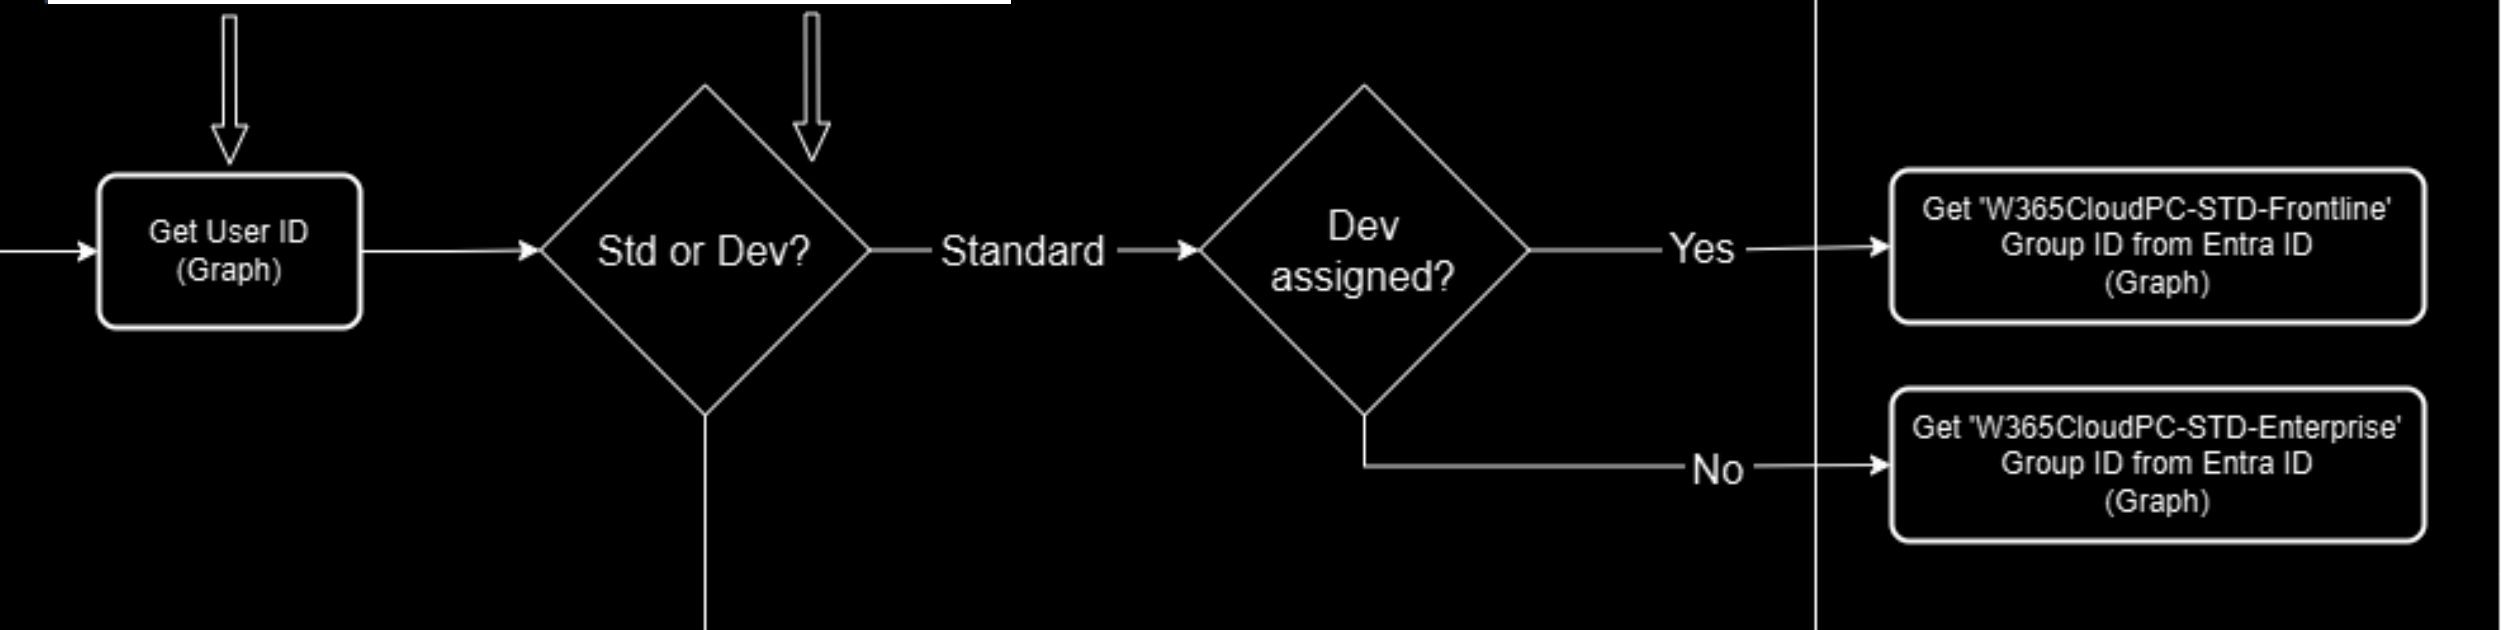 Get User ID
(Graph)
Std or Dev?
Standard
Dev
assigned?
Yes
Get 'W365CloudPC-STD-Frontline'
Group ID from Entra ID
(Graph)
No
Get 'W365CloudPC-STD-Enterprise'
Group ID from Entra ID
(Graph)